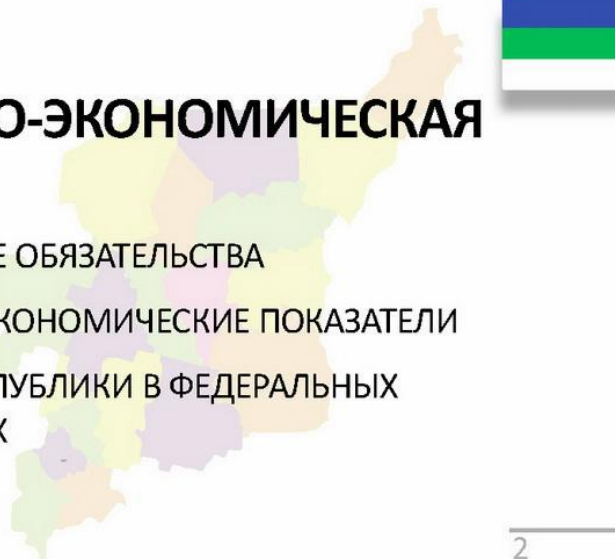 О-ЭКОНОМИЧЕСКАЯ
Е ОБЯЗАТЕЛЬСТВА
КОНОМИЧЕСКИЕ ПОКАЗАТЕЛИ
ПУБЛИКИ В ФЕДЕРАЛЬНЫХ
Х
2